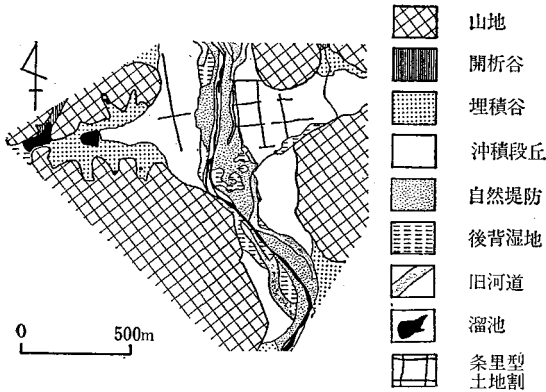 山地
開析谷
埋積谷
沖積段丘
自然堤防
後背湿地
旧河道
溜池
条里型
土地割
0 500m